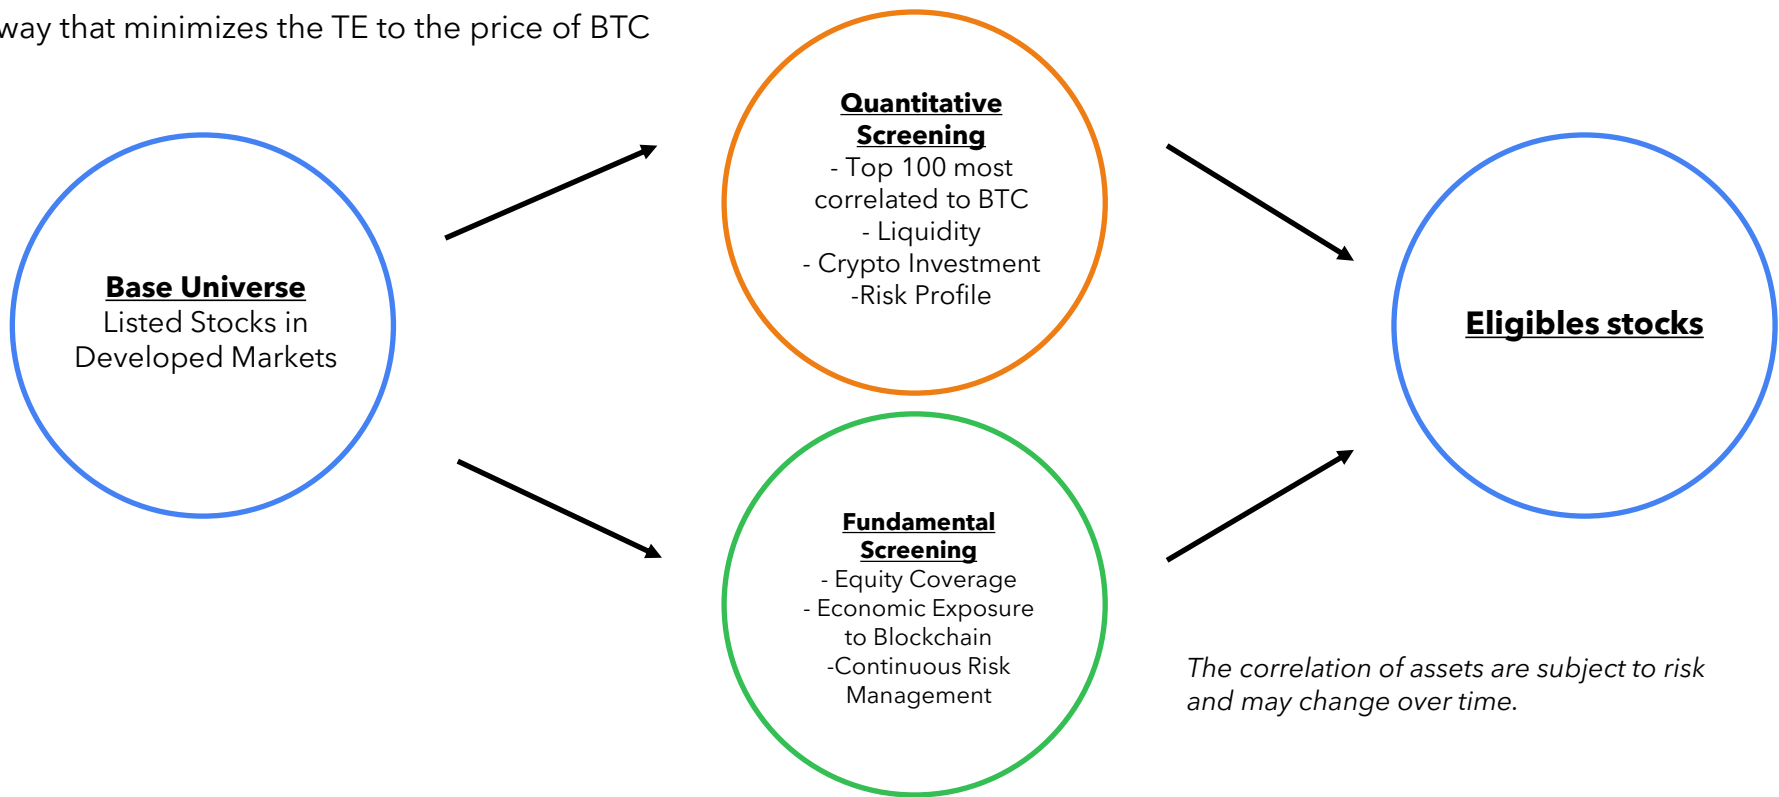 way that minimizes the TE to the price of BTC
Base Universe
Listed Stocks in
Developed Markets
Quantitative
Screening
- Top 100 most
correlated to BTC
- Liquidity
- Crypto Investment
-Risk Profile
Fundamental
Screening
- Equity Coverage
- Economic Exposure
to Blockchain
-Continuous Risk
Management
Eligibles stocks
The correlation of assets are subject to risk
and may change over time.